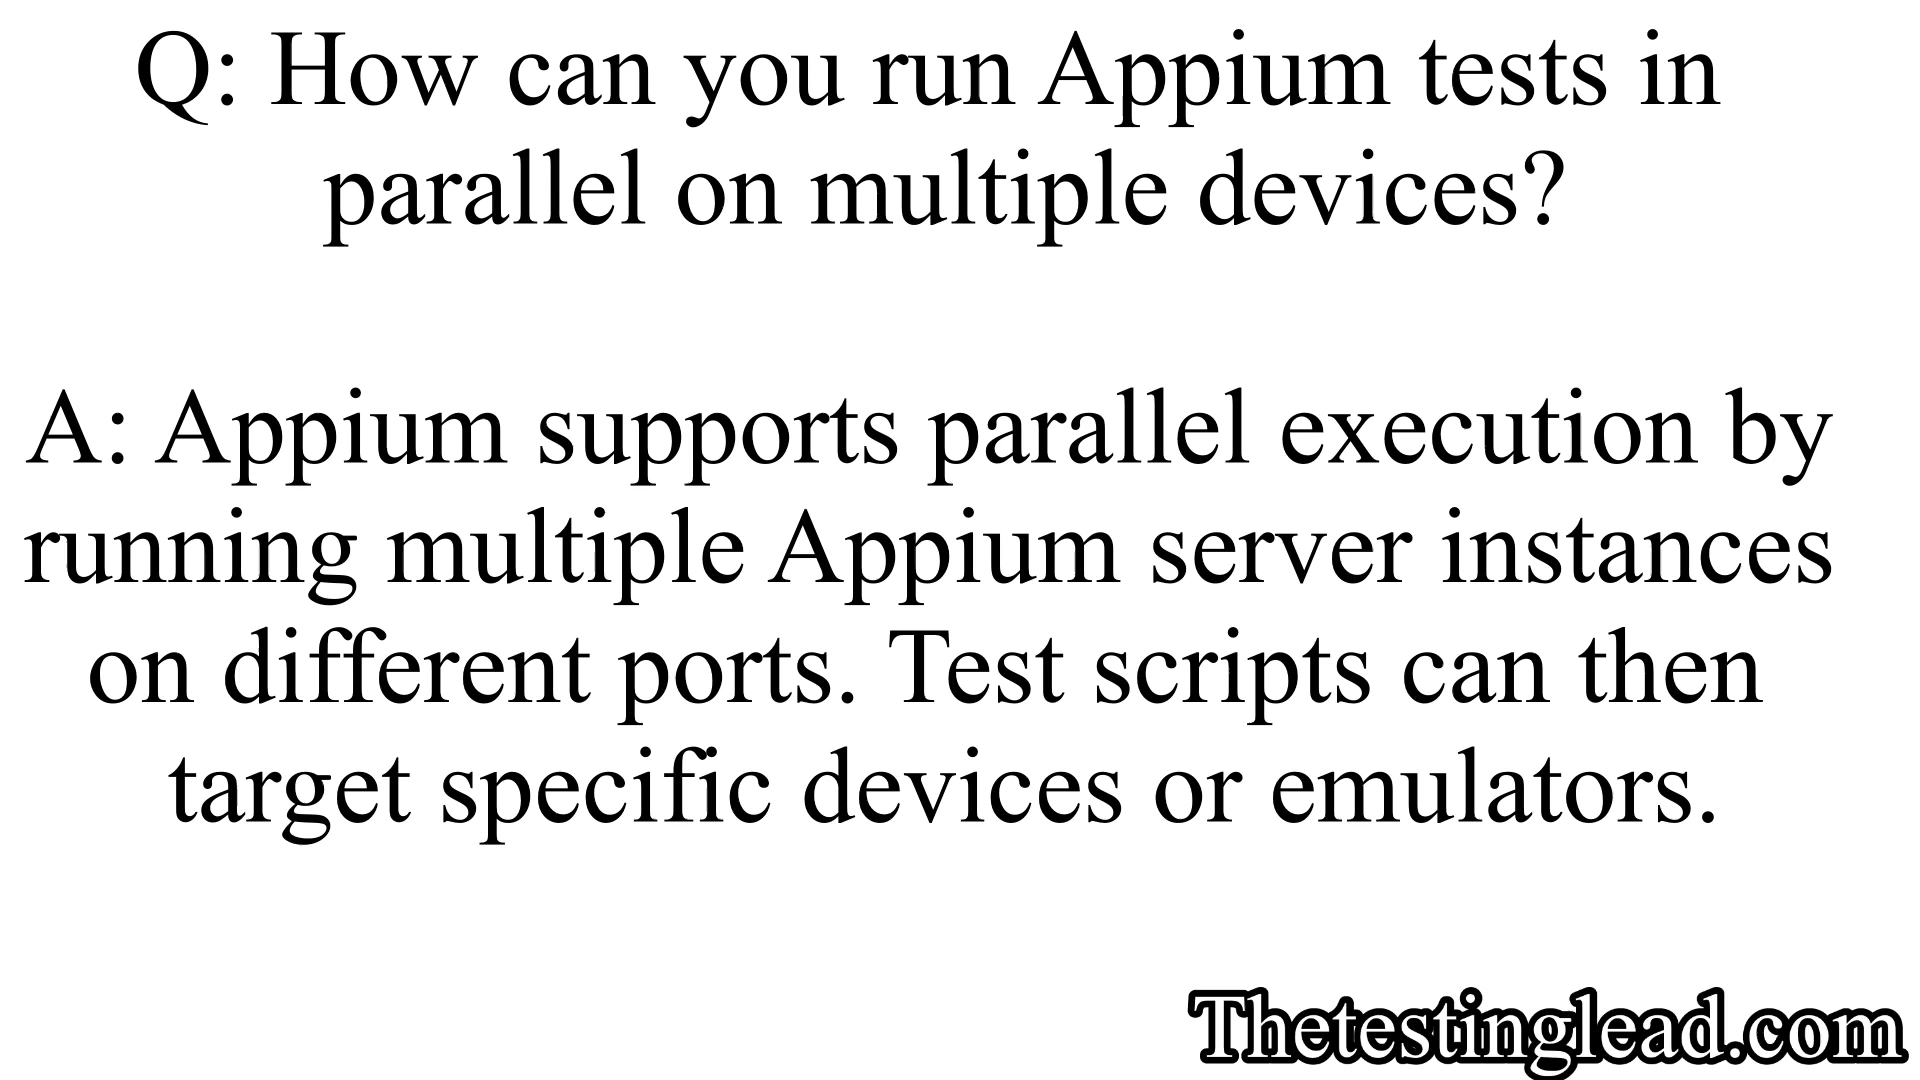 Q: How can you run Appium tests in
parallel on multiple devices?
A: Appium supports parallel execution by
running multiple Appium server instances
on different ports. Test scripts can then
target specific devices or emulators.
Thetestinglead.com